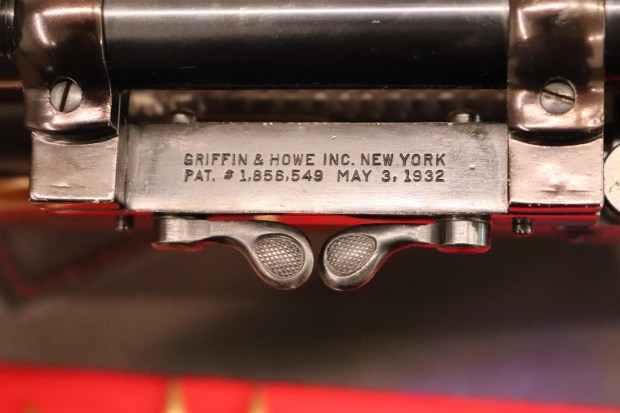 GRIFFIN & HOWE INC. NEW YORK
PAT. # 1,856,549 MAY 3, 1932